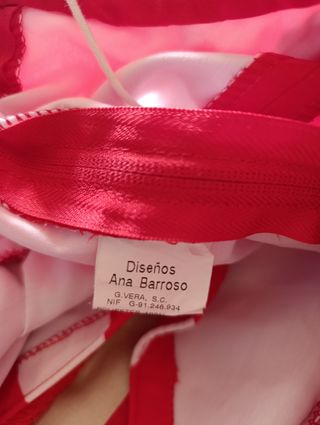 Diseños
Ana Barroso
G.VERA, S.C.
NIF G-91.246.934